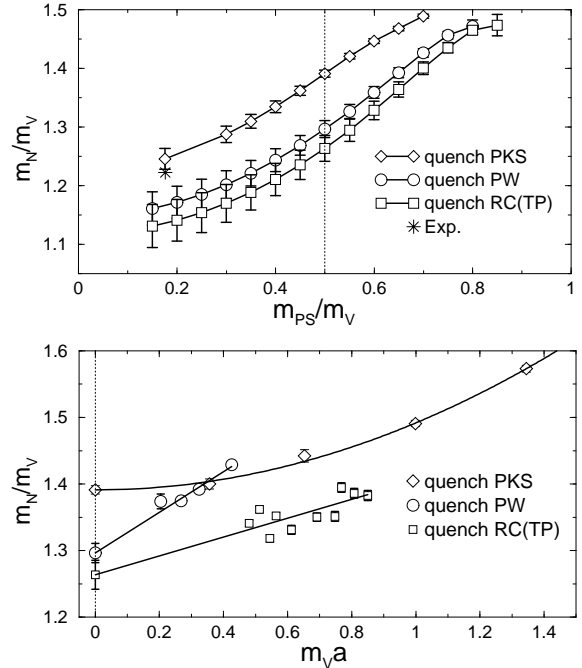 1.5
1.4
1.3
1.2
1.1
m_N/m_V
quench PKS
quench PW
quench RC(TP)
Exp.
0.0 0.2 0.4 0.6 0.8 1.0
m_PS/m_V
1.6
1.5
1.4
1.3
1.2
m_N/m_V
quench PKS
quench PW
quench RC(TP)
0 0.2 0.4 0.6 0.8 1 1.2 1.4
m_V a